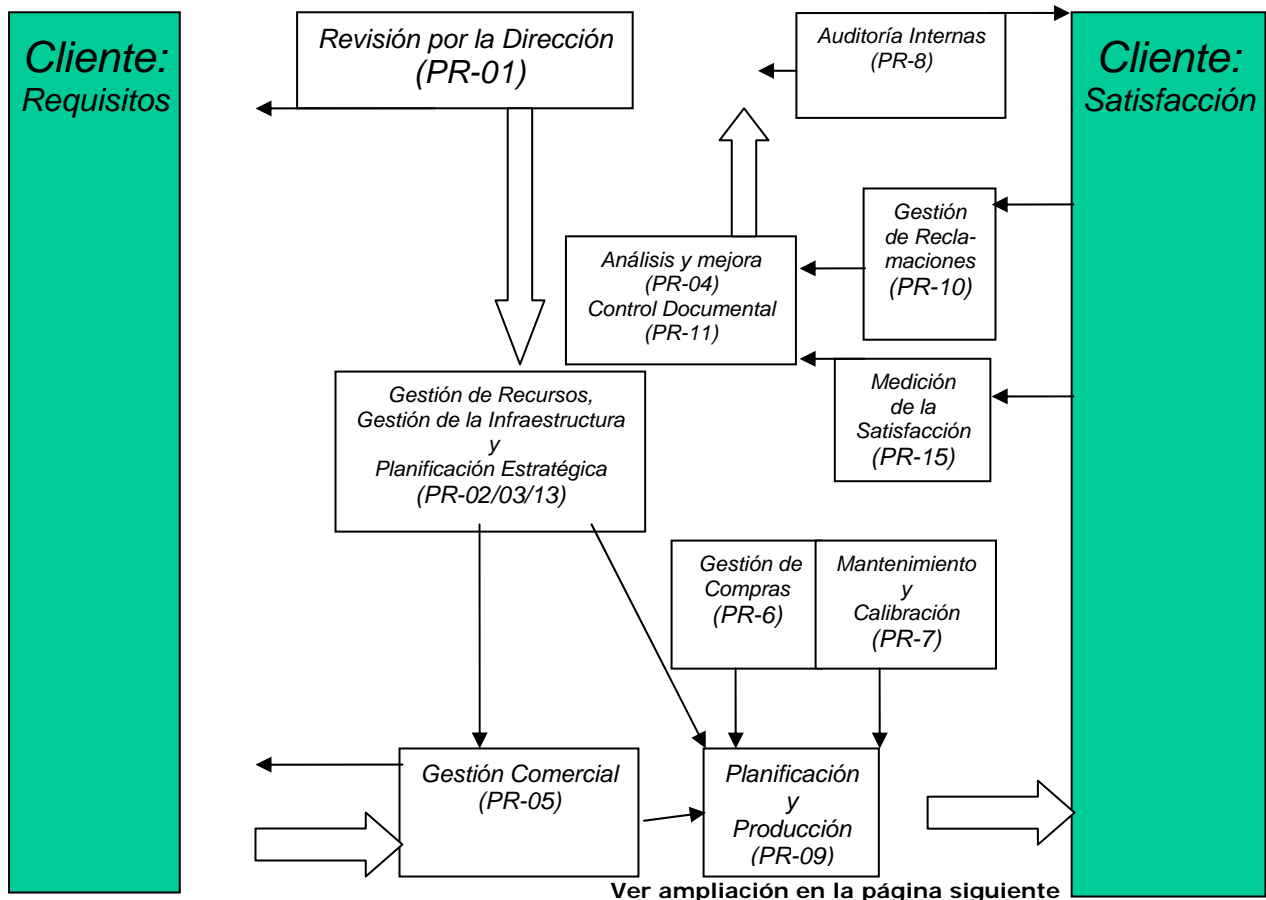 Cliente:
Requisitos
Revisión por la Dirección
(PR-01)
Auditoría Internas
(PR-8)
Cliente:
Satisfacción
Gestión
de Recla-
maciones
(PR-10)
Análisis y mejora
(PR-04)
Control Documental
(PR-11)
Medición
de la
Satisfacción
(PR-15)
Gestión de Recursos,
Gestión de la Infraestructura
y
Planificación Estratégica
(PR-02/03/13)
Gestión de
Compras
(PR-6)
Mantenimiento
y
Calibración
(PR-7)
Gestión Comercial
(PR-05)
Planificación
y
Producción
(PR-09)
Ver ampliación en la página siguiente